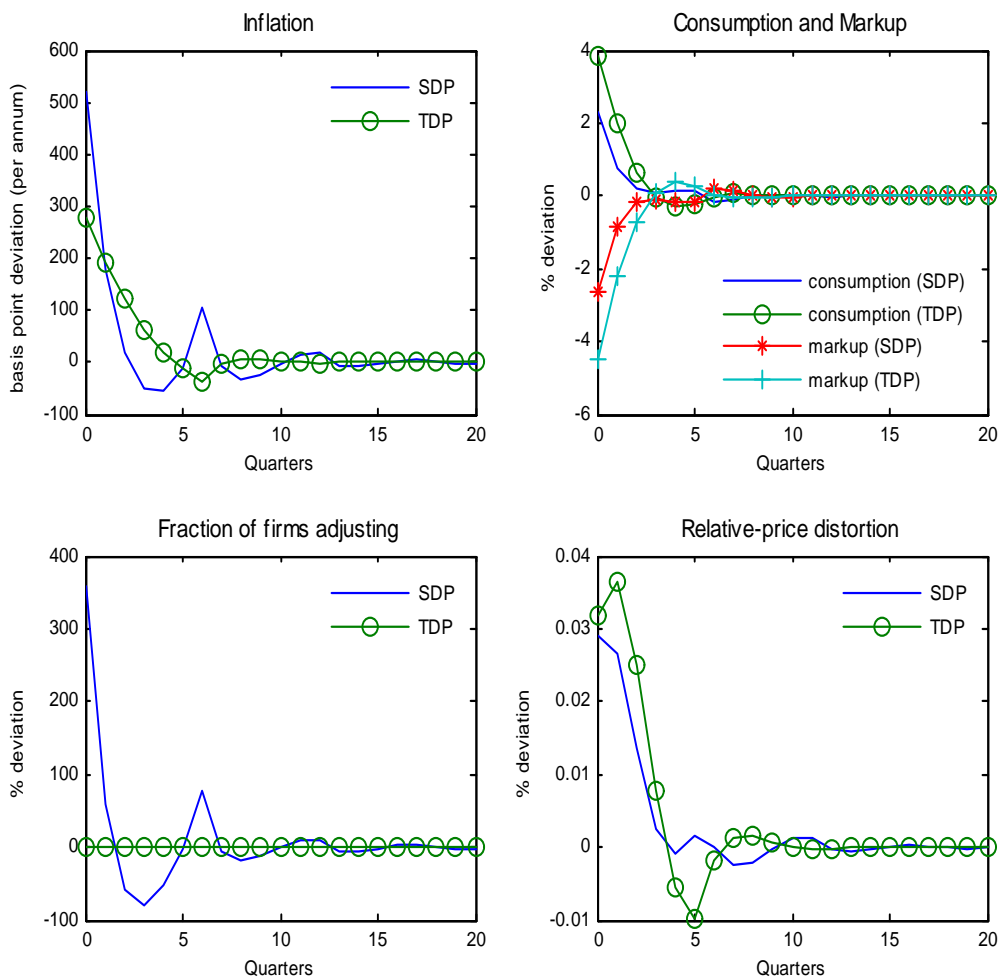 Inflation
600
500
400
300
200
100
0
-100
basis point deviation (per annum)
SDP
TDP
0 5 10 15 20
Quarters
Consumption and Markup
4
2
0
-2
-4
-6
% deviation
consumption (SDP)
consumption (TDP)
markup (SDP)
markup (TDP)
0 5 10 15 20
Quarters
Fraction of firms adjusting
400
300
200
100
0
-100
% deviation
SDP
TDP
0 5 10 15 20
Quarters
Relative-price distortion
0.04
0.03
0.02
0.01
0
-0.01
% deviation
SDP
TDP
0 5 10 15 20
Quarters